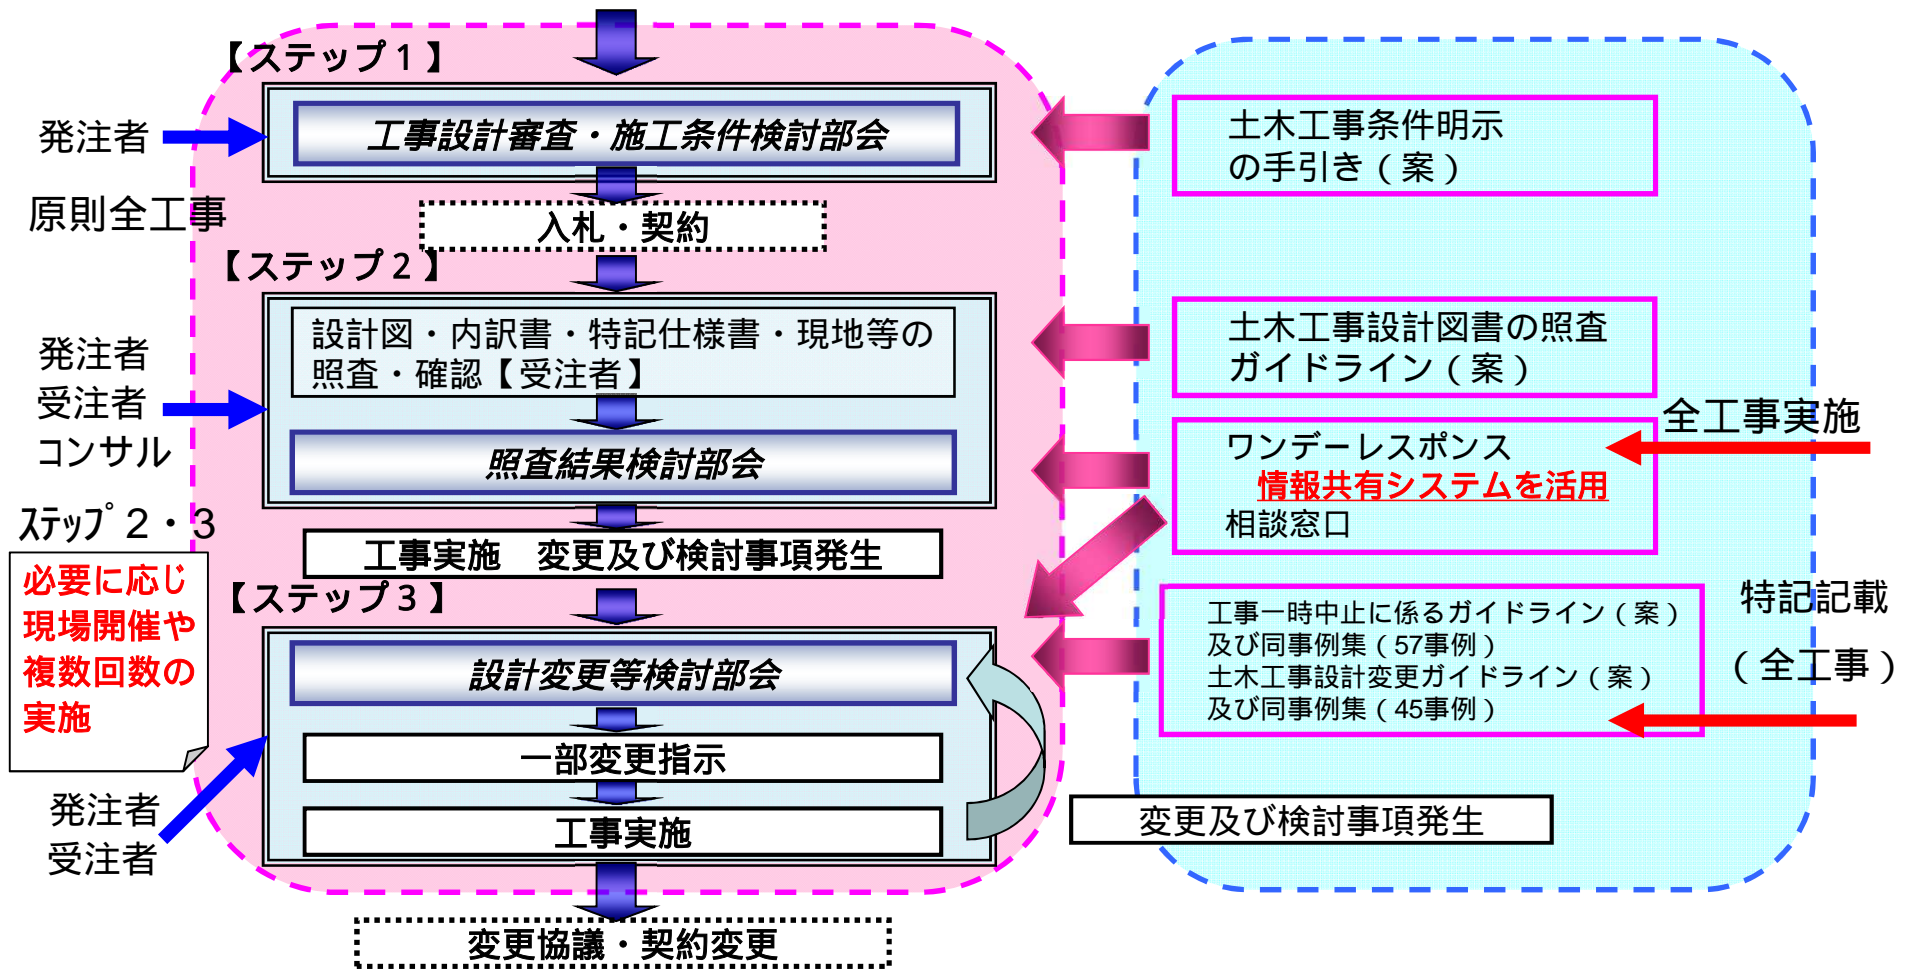 【ステップ１】
発注者
工事設計審査・施工条件検討部会
原則全工事
入札・契約
【ステップ２】
設計図・内訳書・特記仕様書・現地等の
照査・確認【受注者】
発注者
受注者
コンサル
照査結果検討部会
ｽﾃｯﾌﾟ２・３
必要に応じ
現場開催や
複数回数の
実施
工事実施　変更及び検討事項発生
【ステップ３】
設計変更等検討部会
一部変更指示
工事実施
発注者
受注者
変更協議・契約変更
土木工事条件明示
の手引き（案）
土木工事設計図書の照査
ガイドライン（案）
全工事実施
ワンデーレスポンス
情報共有システムを活用
相談窓口
工事一時中止に係るガイドライン（案）
及び同事例集（57事例）
土木工事設計変更ガイドライン（案）
及び同事例集（45事例）
特記記載
（全工事）
変更及び検討事項発生